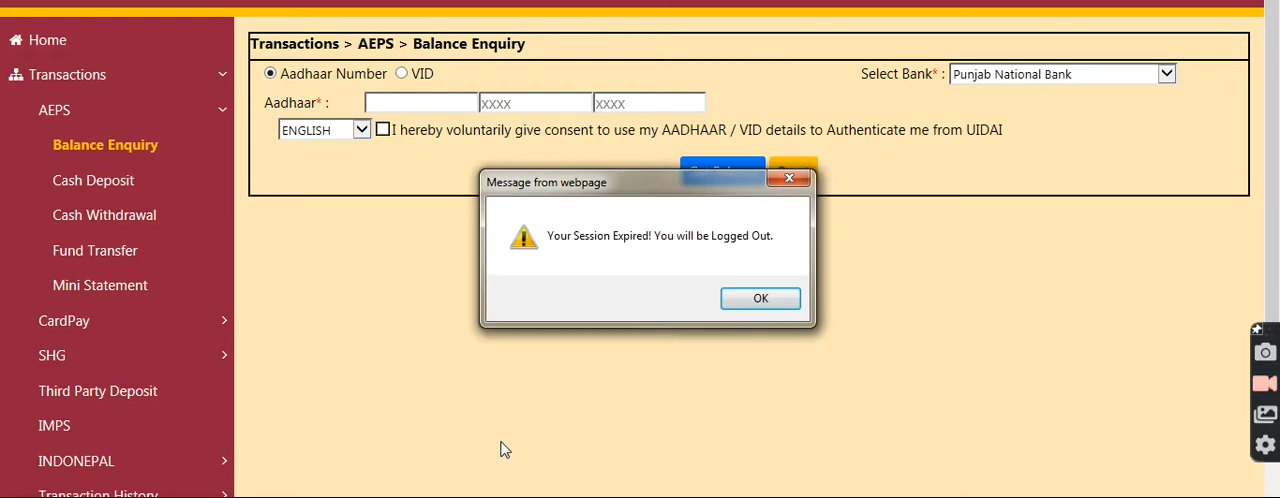 Home
Transactions
AEPS
Balance Enquiry
Cash Deposit
Cash Withdrawal
Fund Transfer
Mini Statement
CardPay
SHG
Third Party Deposit
IMPS
INDONEPAL
Transaction History
Transactions > AEPS > Balance Enquiry
Aadhaar Number VID Select Bank* : Punjab National Bank
Aadhaar* : xxxx xxxx
ENGLISH I hereby voluntarily give consent to use my AADHAAR / VID details to Authenticate me from UIDAI
Message from webpage
Your Session Expired! You will be Logged Out.
OK